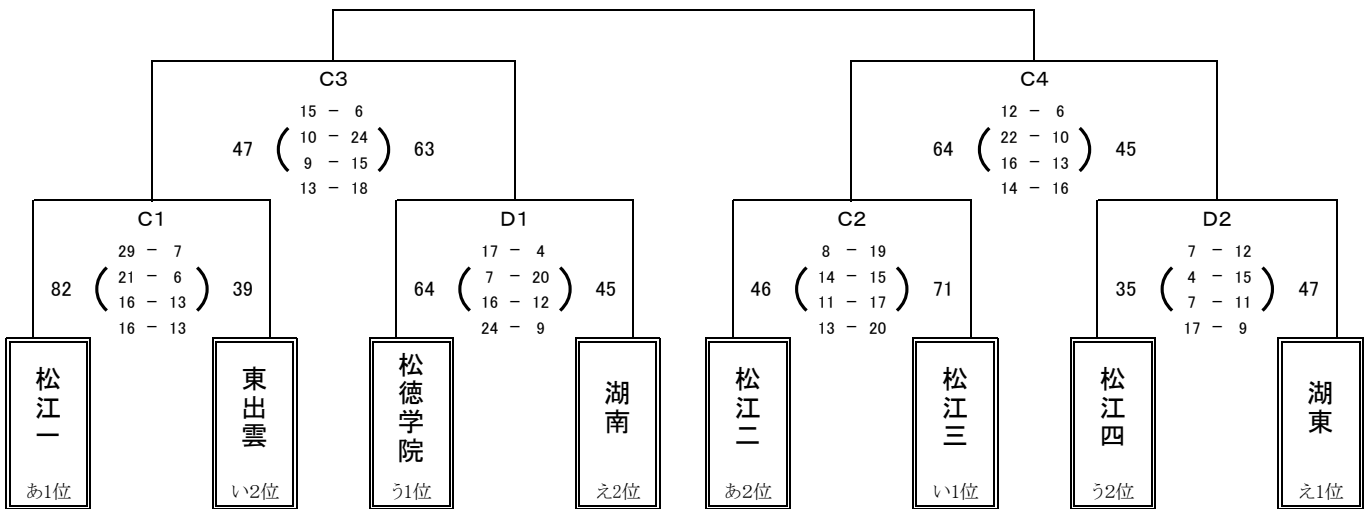 C3 C4
15 - 6 12 - 6
47 ( 10 - 24 ) 63 64 ( 22 - 10 ) 45
9 - 15 16 - 13
13 - 18 14 - 16
C1 D1 C2 D2
29 - 7 17 - 4 8 - 19 7 - 12
82 ( 21 - 6 ) 39 64 ( 7 - 20 ) 45 46 ( 14 - 15 ) 71 35 ( 4 - 15 ) 47
16 - 13 16 - 12 11 - 17 7 - 11
16 - 13 24 - 9 13 - 20 17 - 9
松江一 東出雲 松徳学院 湖南 松江二 松江三 松江四 湖東
あ1位 い2位 う1位 え2位 あ2位 い1位 う2位 え1位